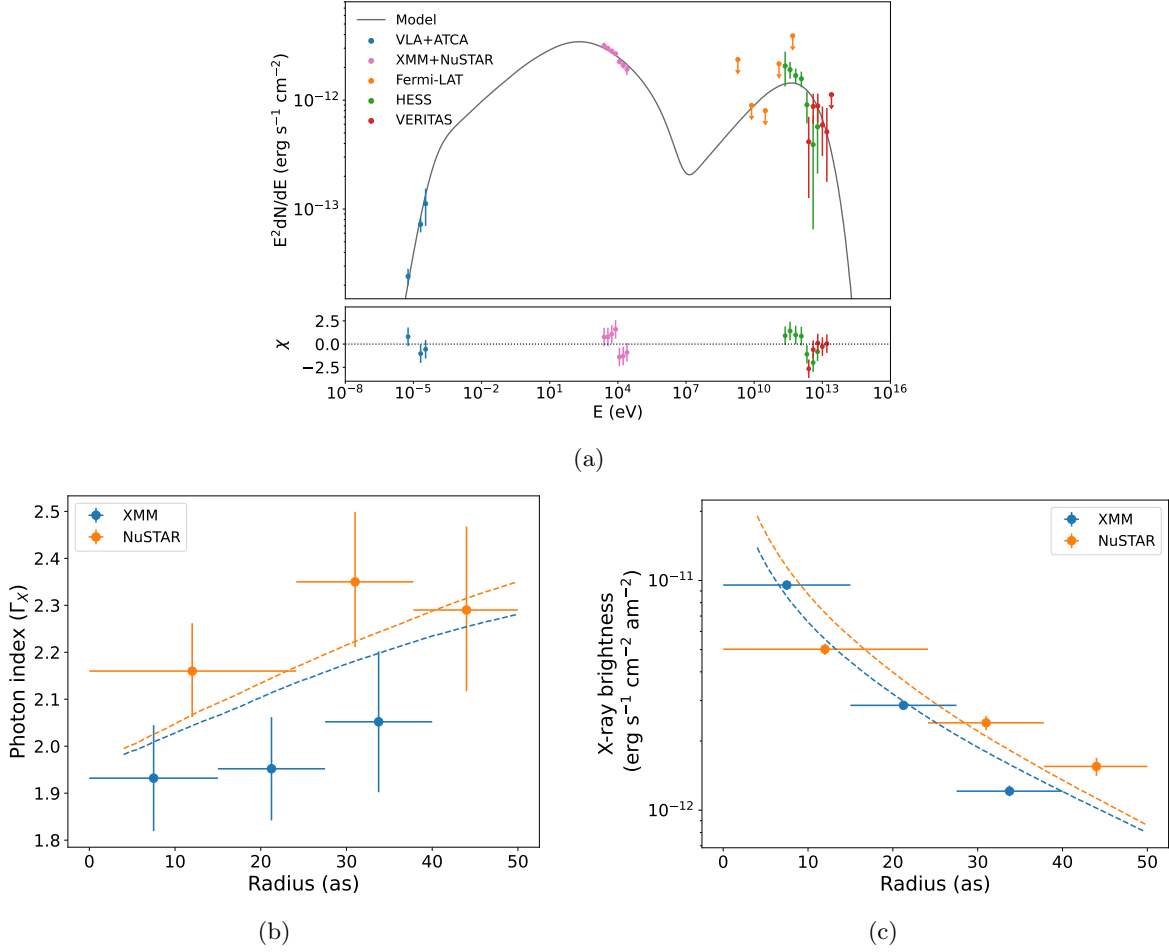 Model
VLA+ATCA
XMM+NuSTAR
Fermi-LAT
HESS
VERITAS
E²dN/dE (erg s⁻¹ cm⁻²)
10⁻¹²
10⁻¹³
χ
2.5
0.0
−2.5
10⁻⁸ 10⁻⁵ 10⁻² 10¹ 10⁴ 10⁷ 10¹⁰ 10¹³ 10¹⁶
E (eV)
(a)
XMM
NuSTAR
Photon index (Γχ)
2.5
2.4
2.3
2.2
2.1
2.0
1.9
1.8
0 10 20 30 40 50
Radius (as)
(b)
XMM
NuSTAR
X-ray brightness
(erg s⁻¹ cm⁻² am⁻²)
10⁻¹¹
10⁻¹²
0 10 20 30 40 50
Radius (as)
(c)